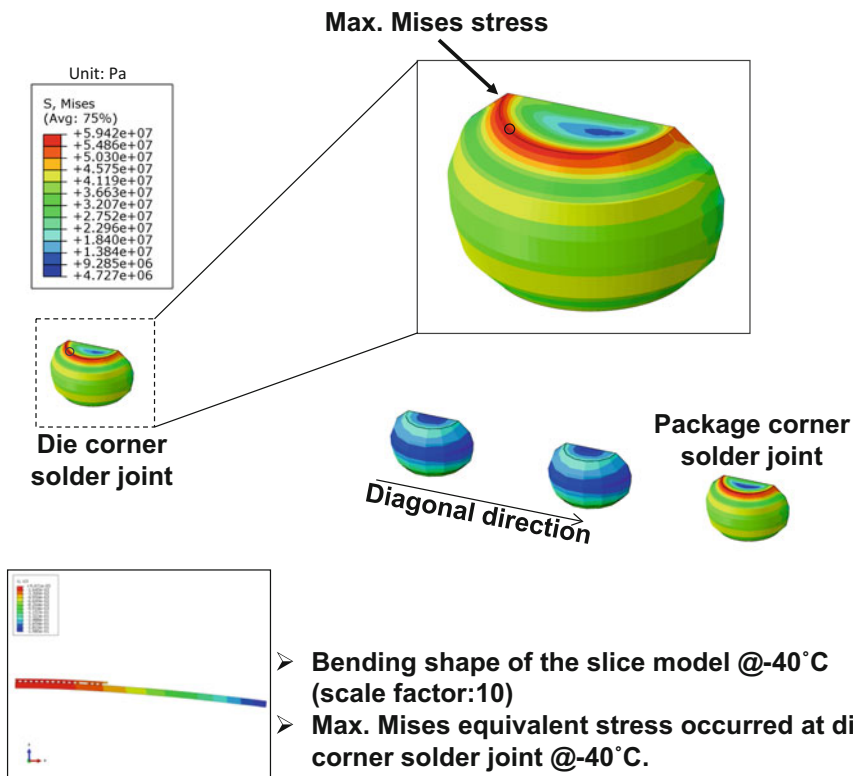 Max. Mises stress
Unit: Pa
S, Mises
(Avg: 75%)
+5.942e+07
+5.486e+07
+5.030e+07
+4.575e+07
+4.119e+07
+3.663e+07
+3.207e+07
+2.752e+07
+2.296e+07
+1.840e+07
+1.384e+07
+9.285e+06
+4.727e+06
Die corner
solder joint
Package corner
solder joint
Diagonal direction
➢ Bending shape of the slice model @-40˚C
(scale factor:10)
➢ Max. Mises equivalent stress occurred at di
corner solder joint @-40˚C.